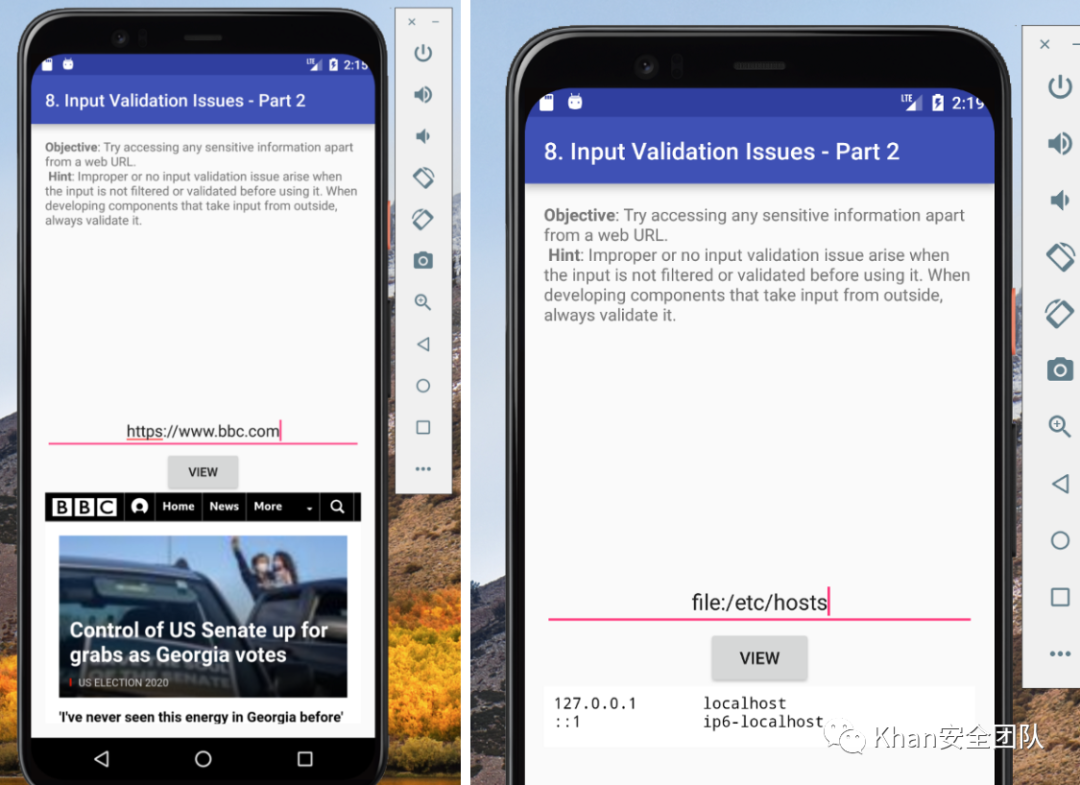 2:15
8. Input Validation Issues - Part 2
Objective: Try accessing any sensitive information apart
from a web URL.
Hint: Improper or no input validation issue arise when
the input is not filtered or validated before using it. When
developing components that take input from outside,
always validate it.
https://www.bbc.com
VIEW
BBC Home News More
Control of US Senate up for
grabs as Georgia votes
US ELECTION 2020
'I've never seen this energy in Georgia before'
LTE 2:19
8. Input Validation Issues - Part 2
Objective: Try accessing any sensitive information apart
from a web URL.
Hint: Improper or no input validation issue arise when
the input is not filtered or validated before using it. When
developing components that take input from outside,
always validate it.
file:/etc/hosts
VIEW
127.0.0.1 localhost
::1 ip6-localhost
Khan安全团队